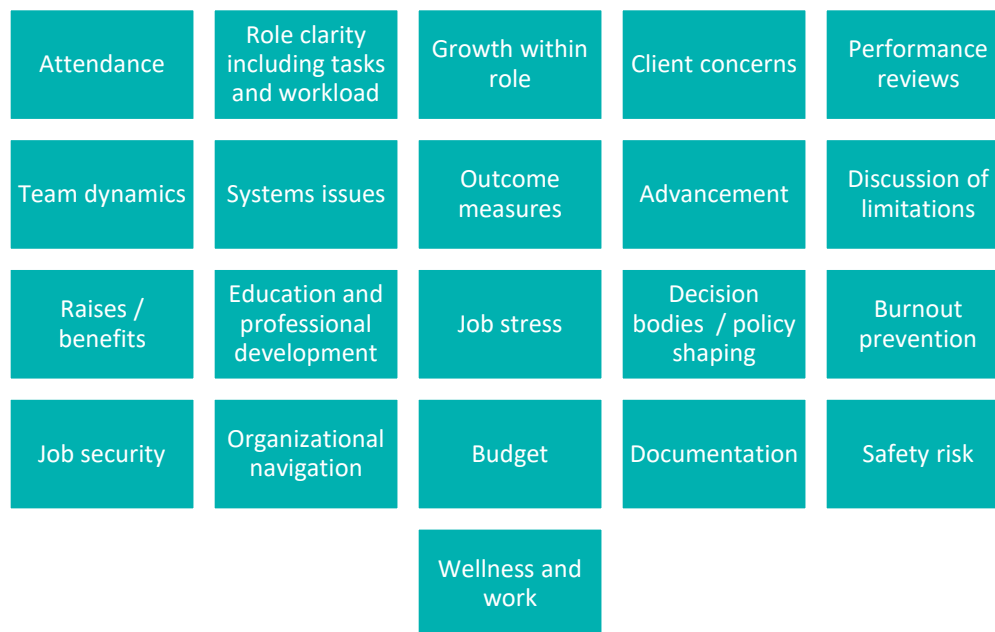 Attendance
Role clarity
including tasks
and workload
Growth within
role
Client concerns
Performance
reviews
Team dynamics
Systems issues
Outcome
measures
Advancement
Discussion of
limitations
Raises /
benefits
Education and
professional
development
Job stress
Decision
bodies  / policy
shaping
Burnout
prevention
Job security
Organizational
navigation
Budget
Documentation
Safety risk
Wellness and
work